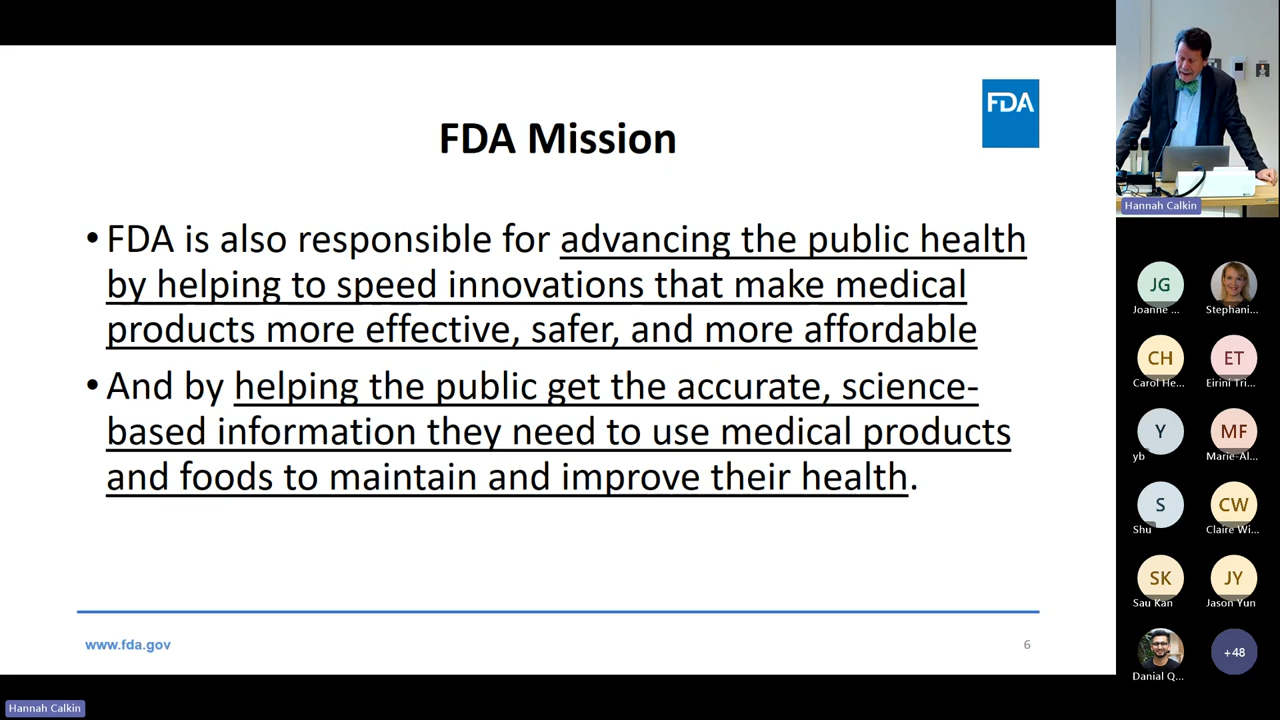 FDA
FDA Mission
• FDA is also responsible for advancing the public health
by helping to speed innovations that make medical
products more effective, safer, and more affordable
• And by helping the public get the accurate, science-
based information they need to use medical products
and foods to maintain and improve their health.
www.fda.gov
6
Hannah Calkin
Hannah Calkin
JG
Joanne ...
Stephani...
CH
Carol He...
ET
Eirini Tri...
Y
yb
MF
Marie-Al...
S
Shu
CW
Claire Wi...
SK
Sau Kan
JY
Jason Yun
Danial Q...
+48